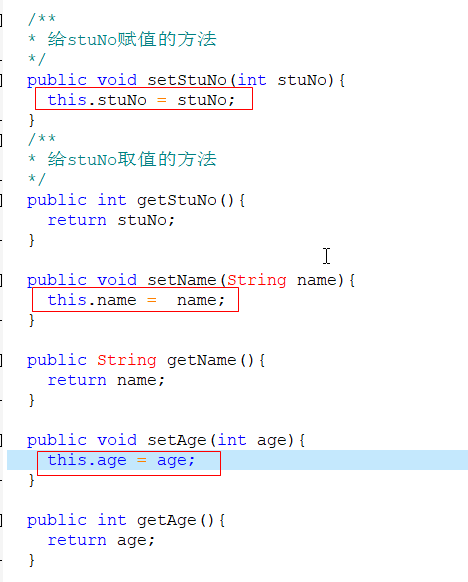 /**
* 给stuNo赋值的方法
*/
public void setStuNo(int stuNo){
this.stuNo = stuNo;
}
/**
* 给stuNo取值的方法
*/
public int getStuNo(){
return stuNo;
}
public void setName(String name){
this.name =  name;
}
public String getName(){
return name;
}
public void setAge(int age){
this.age = age;
}
public int getAge(){
return age;
}